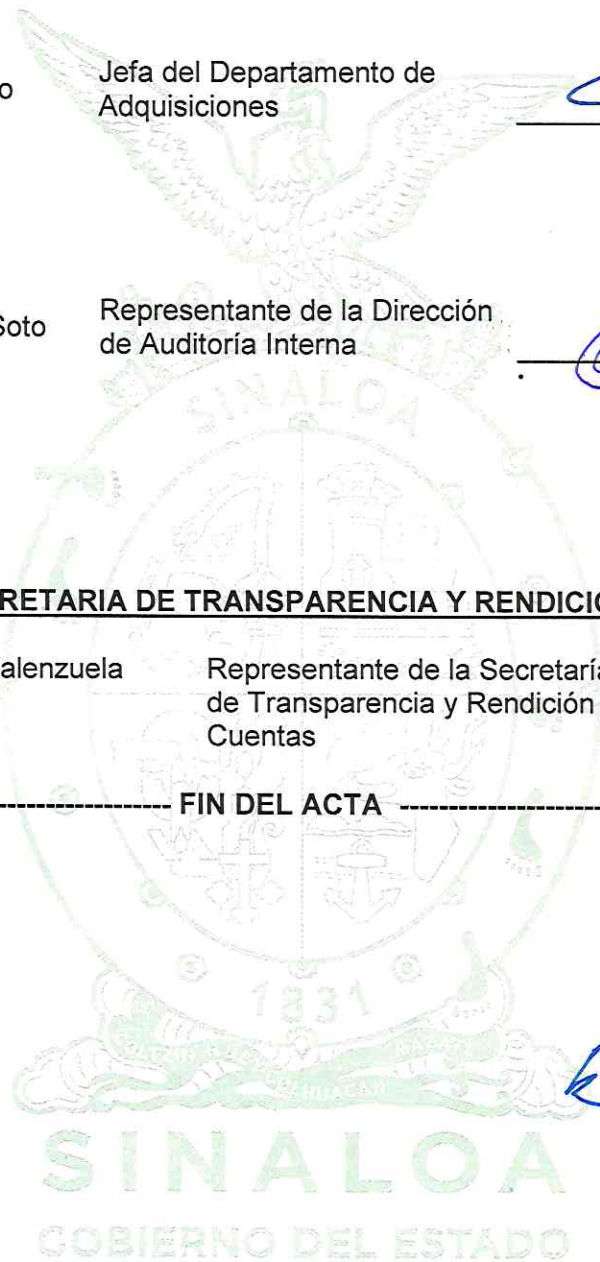 o
Jefa del Departamento de
Adquisiciones
Soto
Representante de la Dirección
de Auditoría Interna
RETARIA DE TRANSPARENCIA Y RENDICIO
alenzuela
Representante de la Secretaría
de Transparencia y Rendición
Cuentas
FIN DEL ACTA
SINALOA
1831
SINALOA
GOBIERNO DEL ESTADO